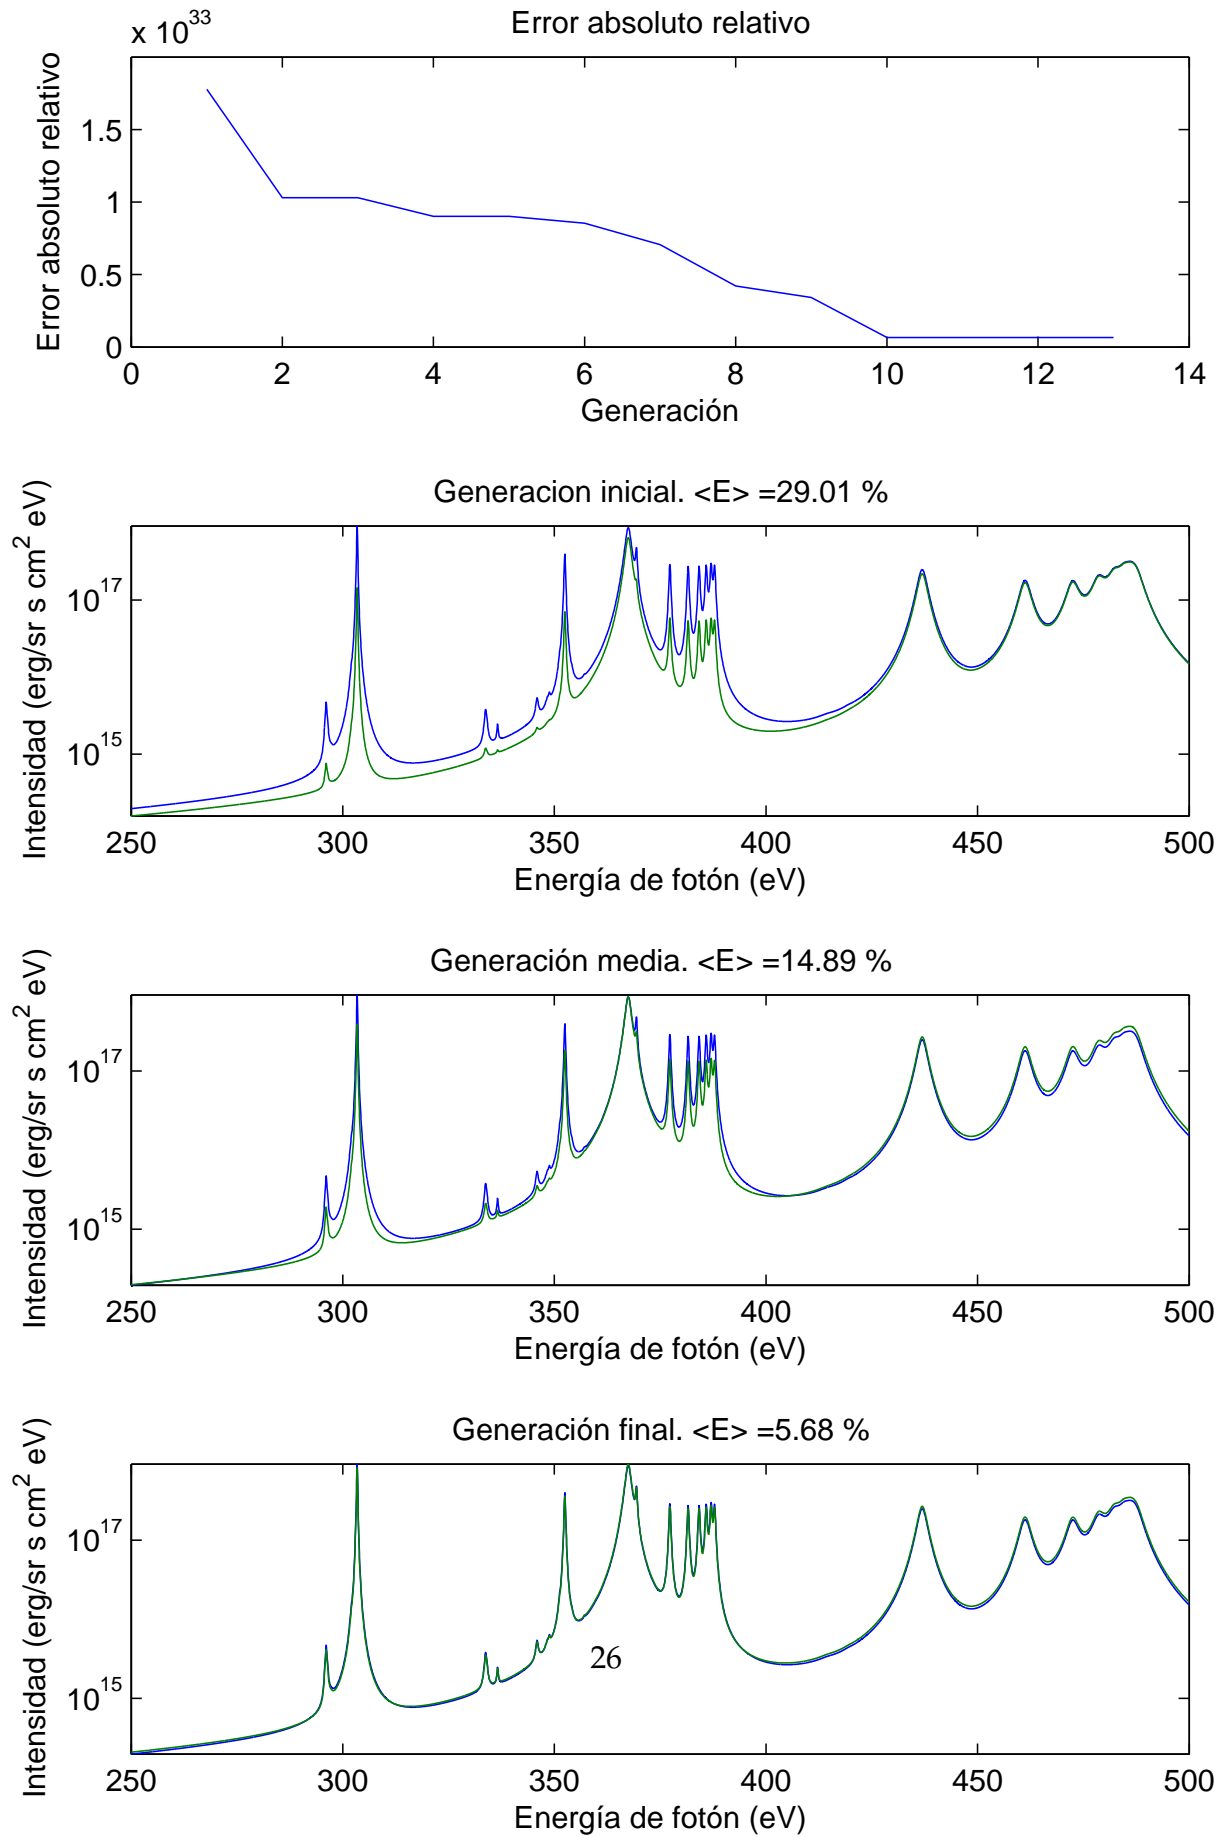 Error absoluto relativo
x 10^33
Error absoluto relativo
1.5
1
0.5
0
0 2 4 6 8 10 12 14
Generación
Generacion inicial. <E> =29.01 %
Intensidad (erg/sr s cm^2 eV)
10^17
10^15
250 300 350 400 450 500
Energía de fotón (eV)
Generación media. <E> =14.89 %
Intensidad (erg/sr s cm^2 eV)
10^17
10^15
250 300 350 400 450 500
Energía de fotón (eV)
Generación final. <E> =5.68 %
Intensidad (erg/sr s cm^2 eV)
10^17
26
10^15
250 300 350 400 450 500
Energía de fotón (eV)